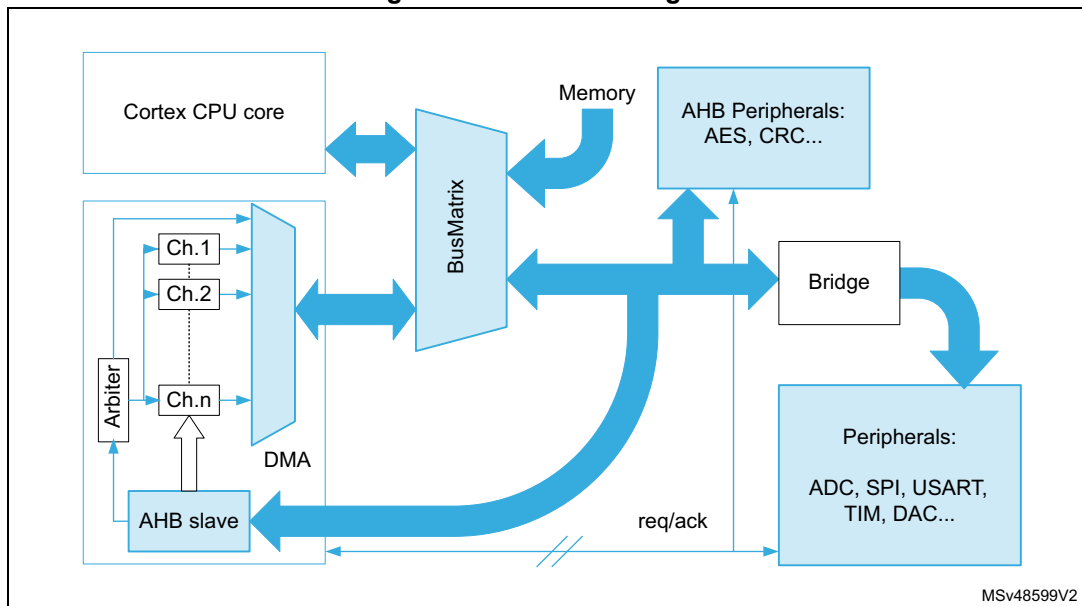 Cortex CPU core
Memory
AHB Peripherals:
AES, CRC...
BusMatrix
Ch.1
Ch.2
Bridge
Arbiter
Ch.n
DMA
Peripherals:
ADC, SPI, USART,
TIM, DAC...
AHB slave
req/ack
MSv48599V2